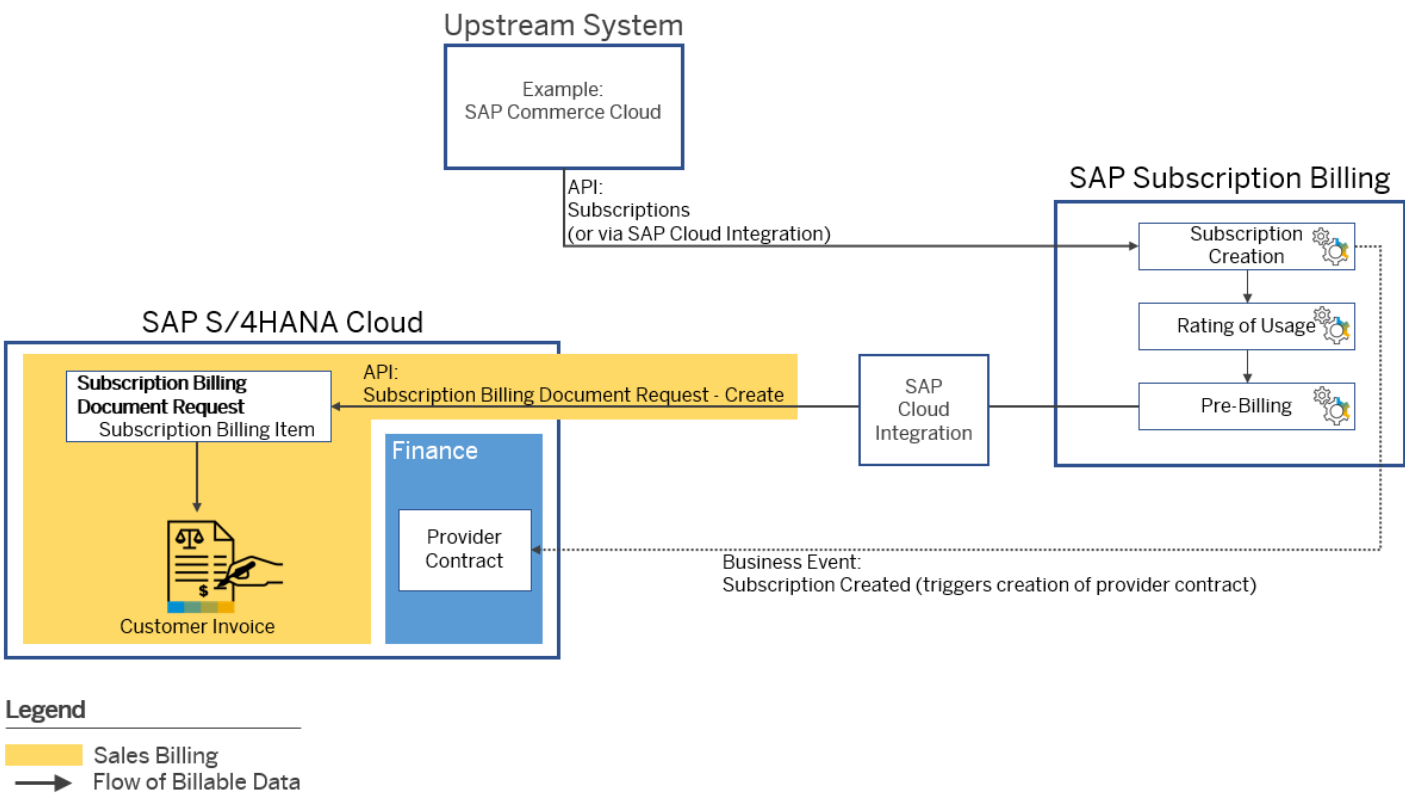 Upstream System
Example:
SAP Commerce Cloud
API:
Subscriptions
(or via SAP Cloud Integration)
SAP Subscription Billing
Subscription
Creation
Rating of Usage
Pre-Billing
SAP S/4HANA Cloud
Subscription Billing
Document Request
Subscription Billing Item
API:
Subscription Billing Document Request - Create
SAP
Cloud
Integration
Finance
Provider
Contract
Business Event:
Subscription Created (triggers creation of provider contract)
$
Customer Invoice
Legend
Sales Billing
Flow of Billable Data